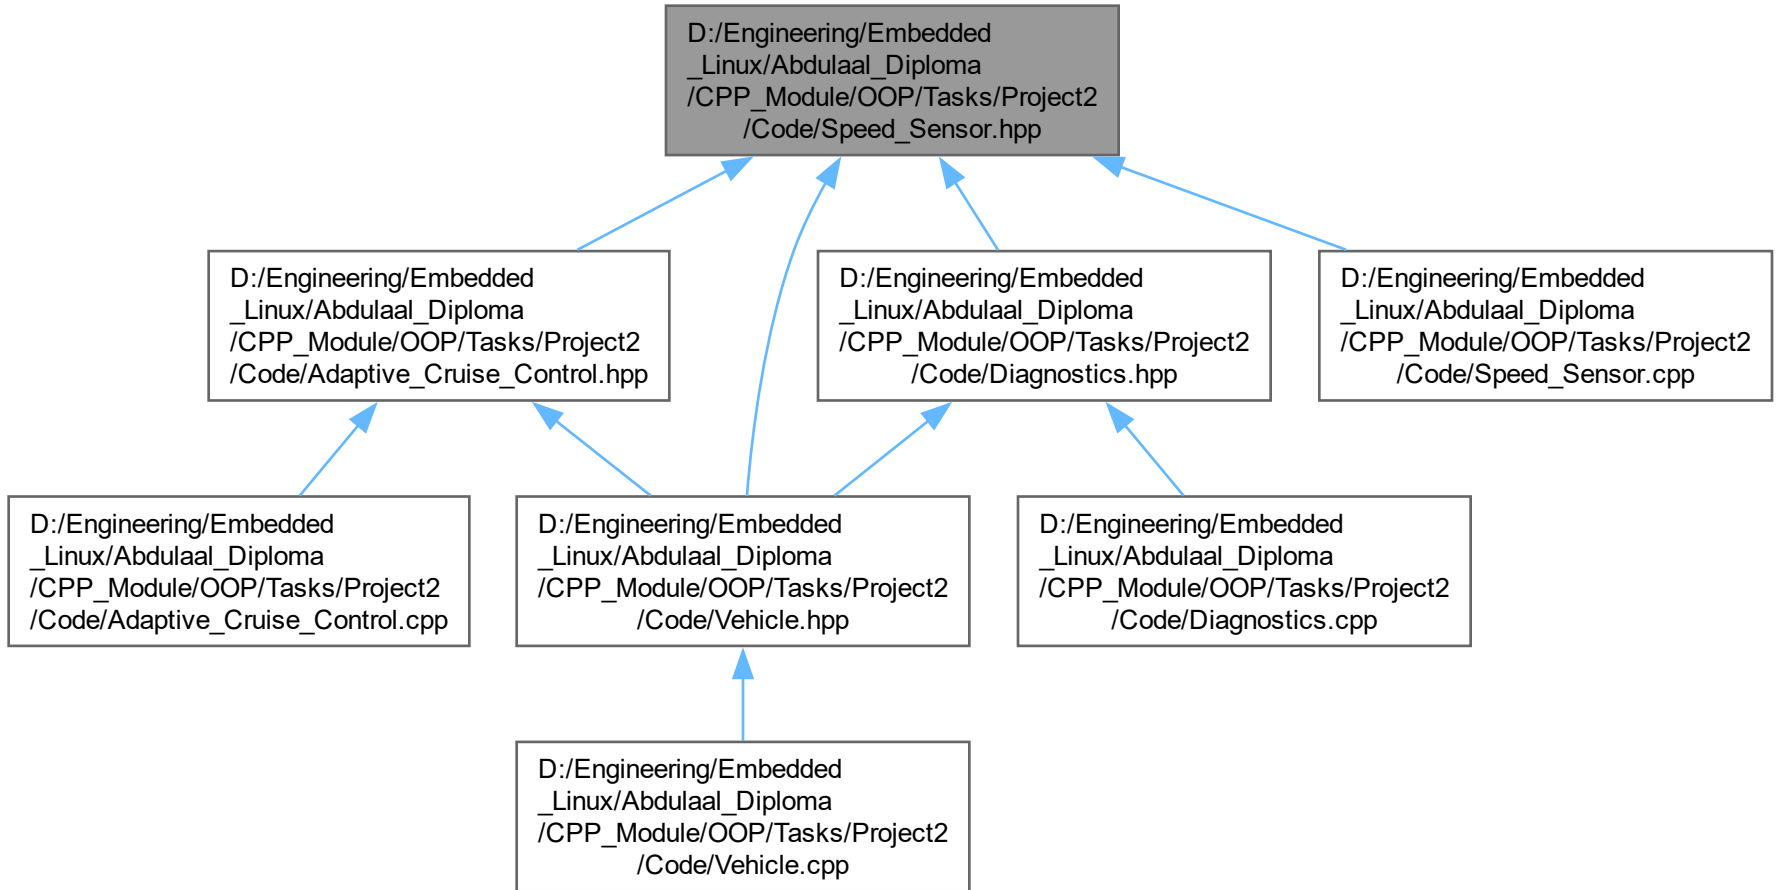 D:/Engineering/Embedded
_Linux/Abdulaal_Diploma
/CPP_Module/OOP/Tasks/Project2
/Code/Speed_Sensor.hpp
D:/Engineering/Embedded
_Linux/Abdulaal_Diploma
/CPP_Module/OOP/Tasks/Project2
/Code/Adaptive_Cruise_Control.hpp
D:/Engineering/Embedded
_Linux/Abdulaal_Diploma
/CPP_Module/OOP/Tasks/Project2
/Code/Diagnostics.hpp
D:/Engineering/Embedded
_Linux/Abdulaal_Diploma
/CPP_Module/OOP/Tasks/Project2
/Code/Speed_Sensor.cpp
D:/Engineering/Embedded
_Linux/Abdulaal_Diploma
/CPP_Module/OOP/Tasks/Project2
/Code/Adaptive_Cruise_Control.cpp
D:/Engineering/Embedded
_Linux/Abdulaal_Diploma
/CPP_Module/OOP/Tasks/Project2
/Code/Vehicle.hpp
D:/Engineering/Embedded
_Linux/Abdulaal_Diploma
/CPP_Module/OOP/Tasks/Project2
/Code/Diagnostics.cpp
D:/Engineering/Embedded
_Linux/Abdulaal_Diploma
/CPP_Module/OOP/Tasks/Project2
/Code/Vehicle.cpp